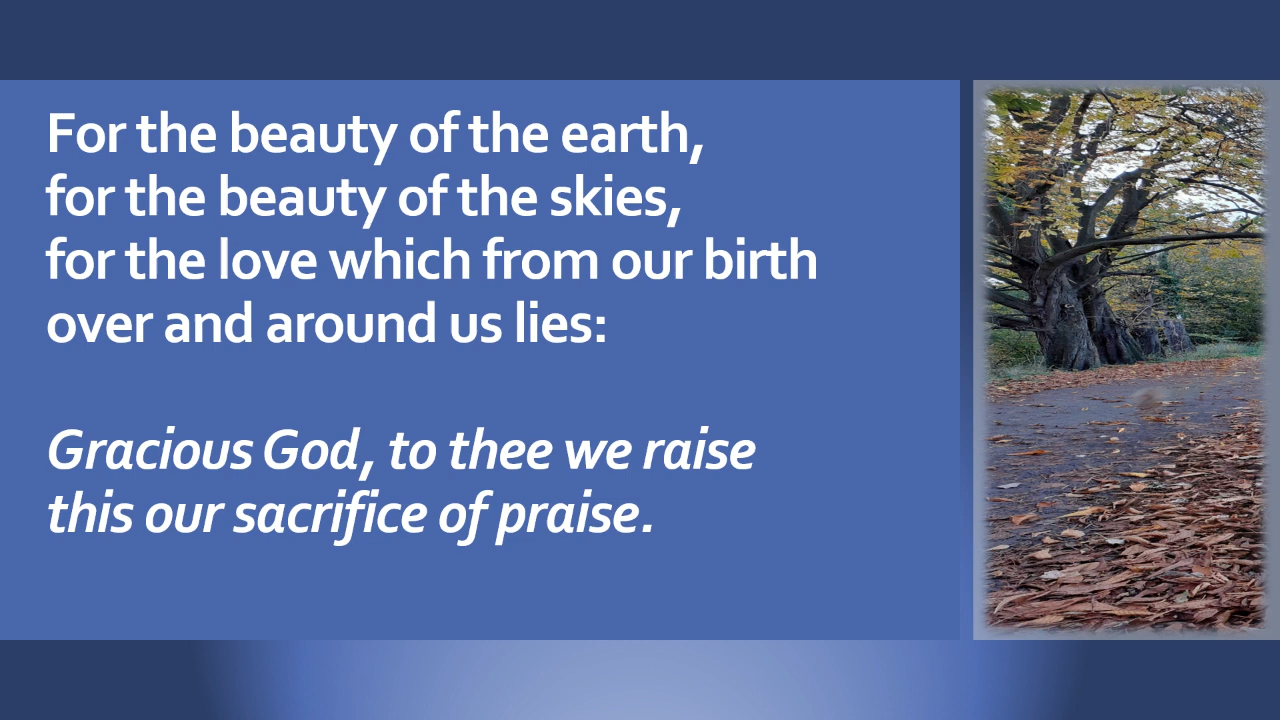 For the beauty of the earth,
for the beauty of the skies,
for the love which from our birth
over and around us lies:
Gracious God, to thee we raise
this our sacrifice of praise.